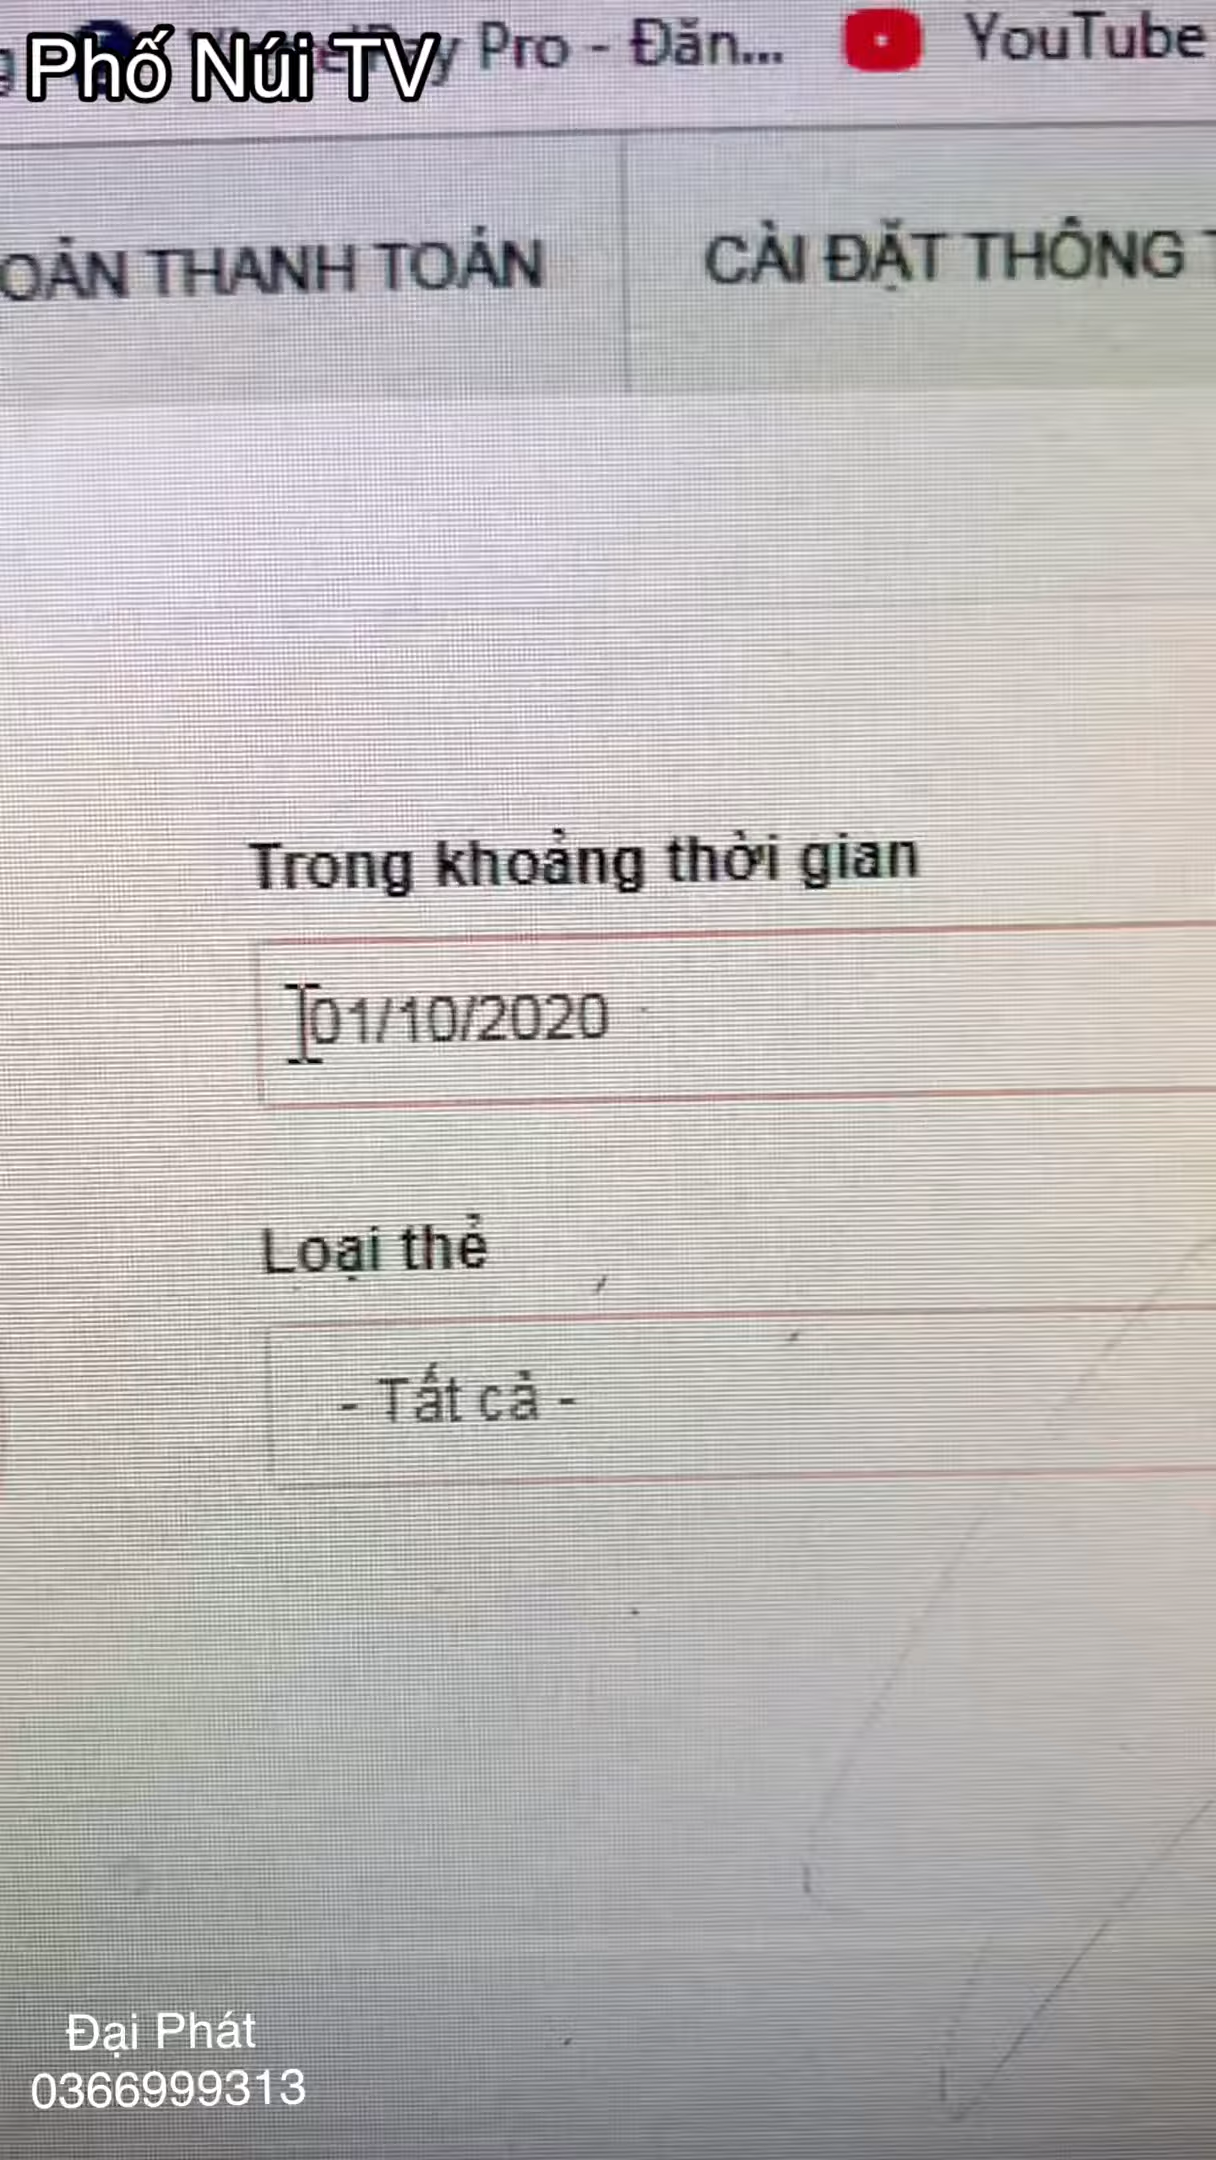 Phố Núi TV
Pro - Đăn...
YouTube
OẢN THANH TOÁN
CÀI ĐẶT THÔNG
Trong khoảng thời gian
01/10/2020
Loại thẻ
- Tất cả -
Đại Phát
0366999313